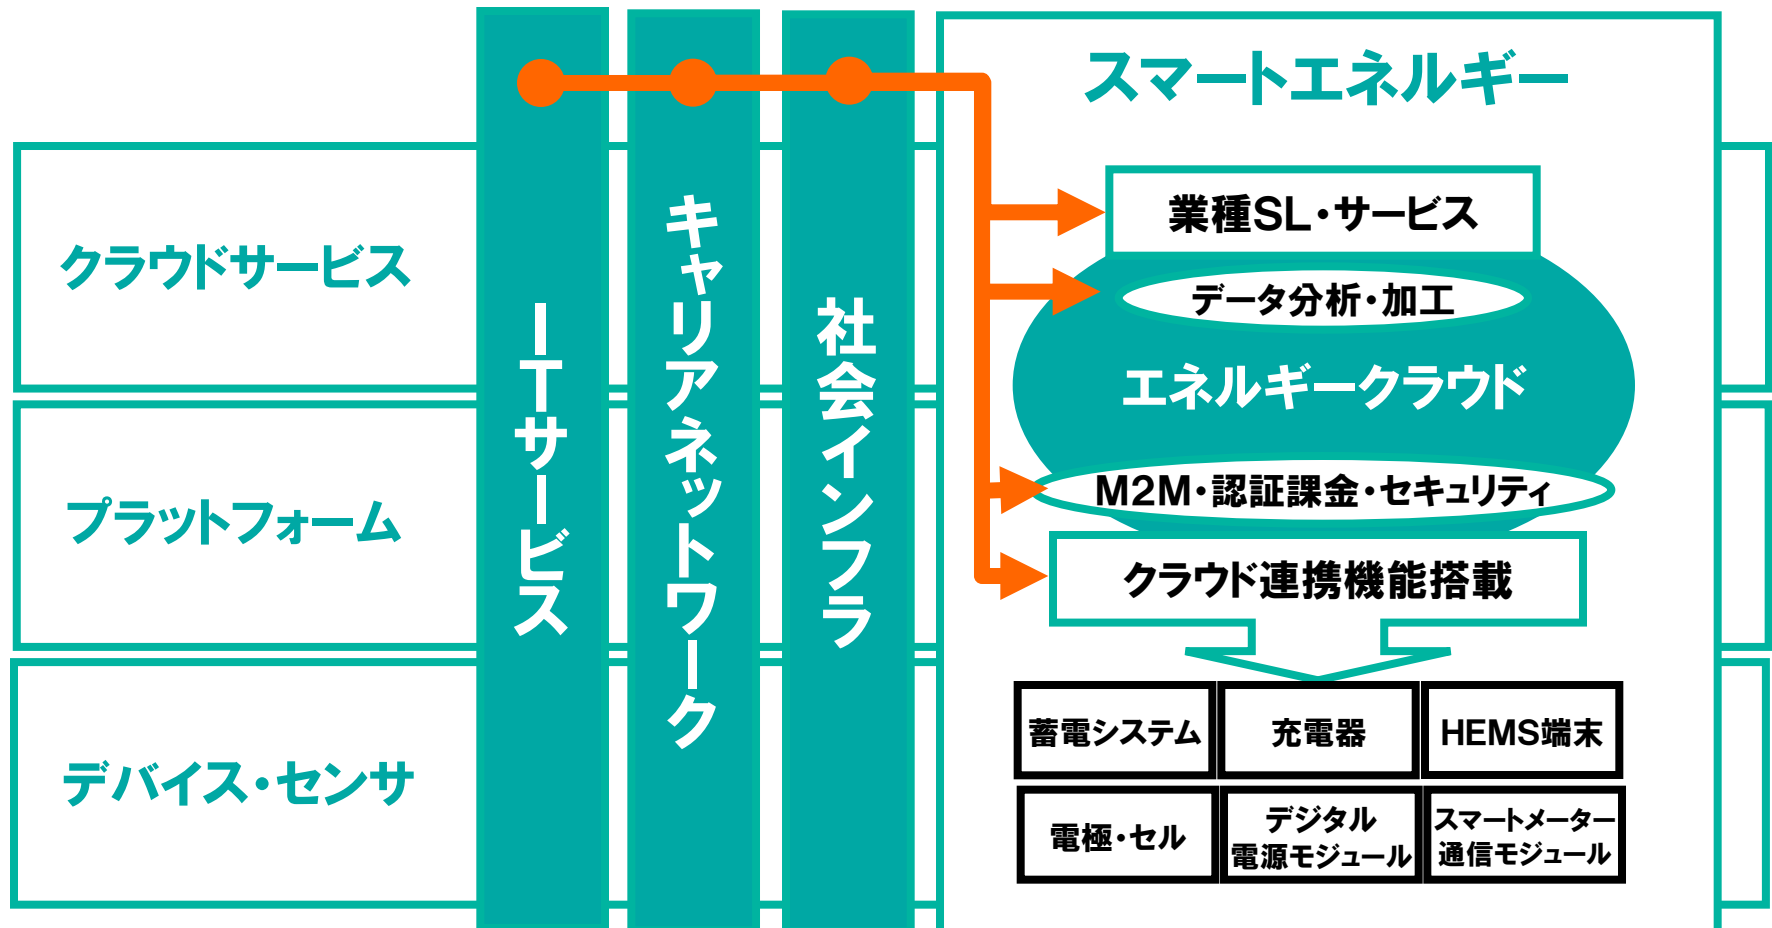 スマートエネルギー
クラウドサービス
プラットフォーム
デバイス・センサ
ITサービス
キャリアネットワーク
社会インフラ
業種SL・サービス
データ分析・加工
エネルギークラウド
M2M・認証課金・セキュリティ
クラウド連携機能搭載
蓄電システム
充電器
HEMS端末
電極・セル
デジタル
電源モジュール
スマートメーター
通信モジュール